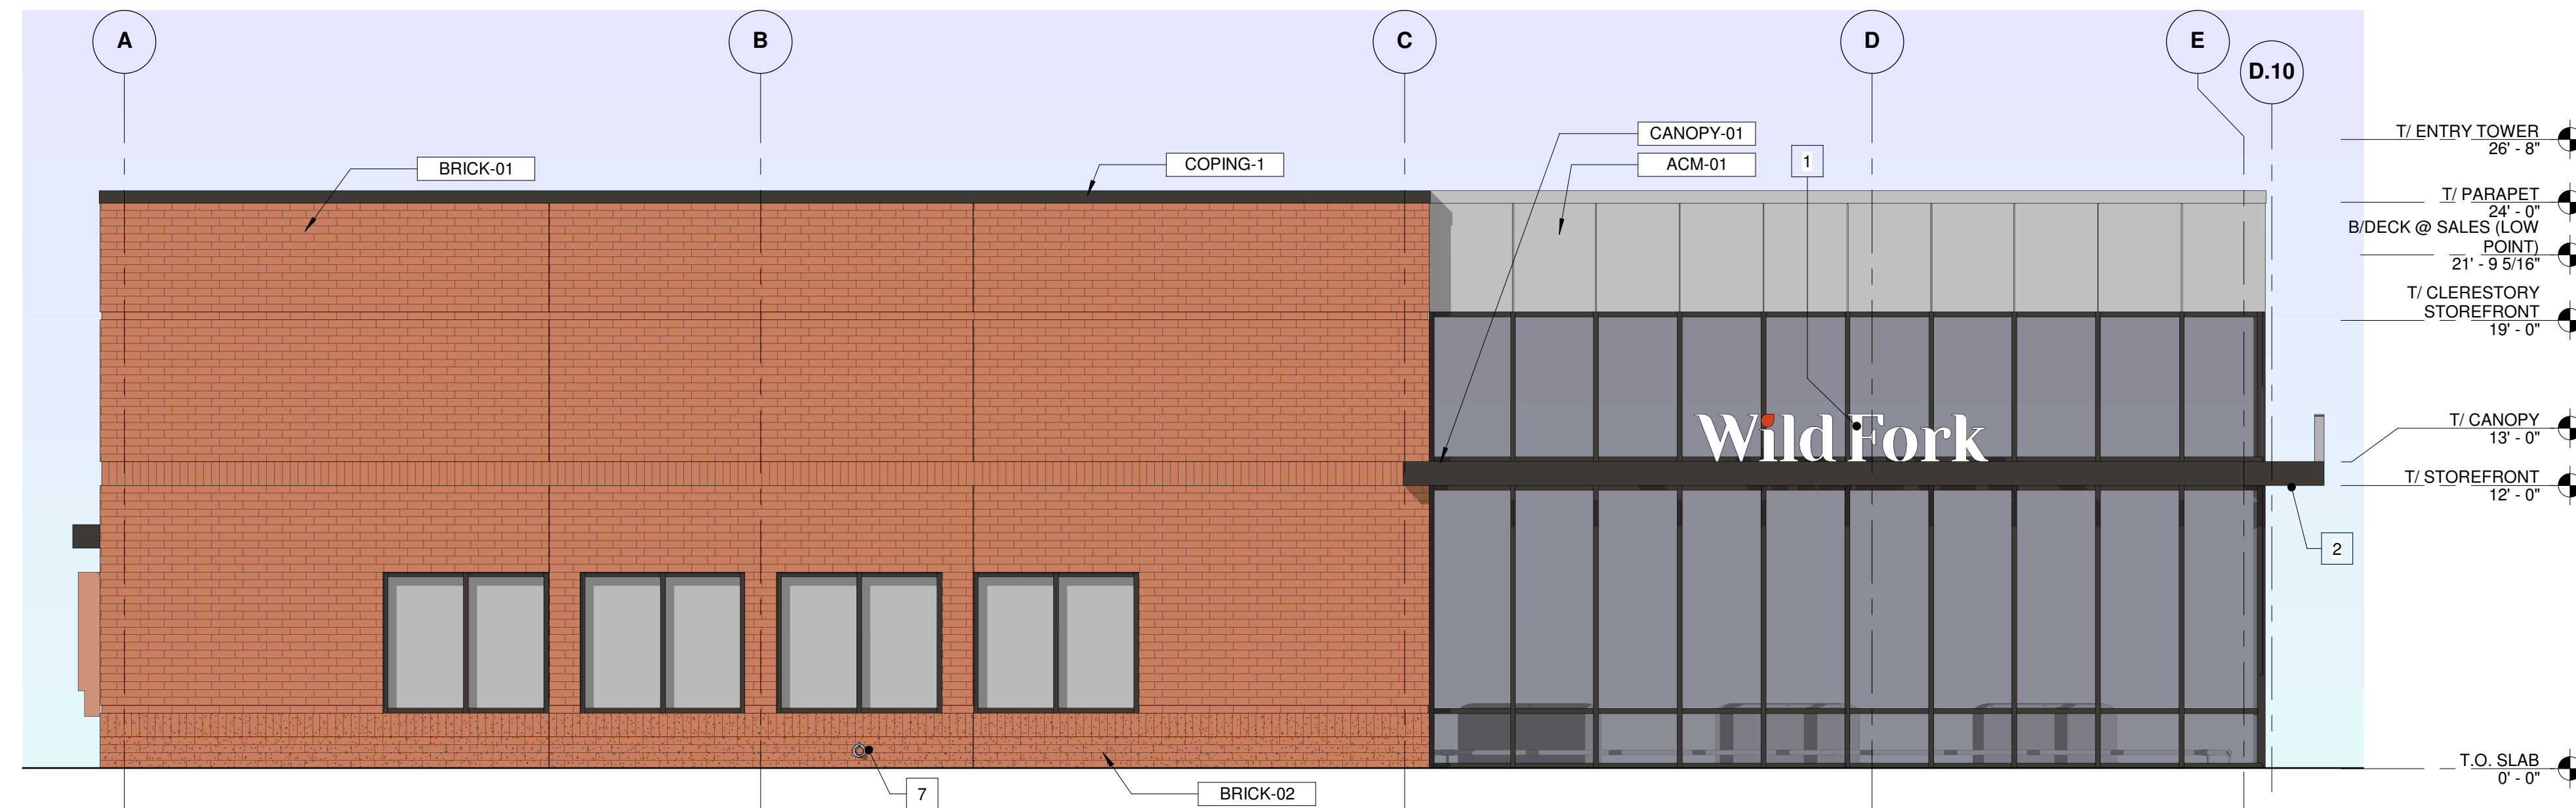 A
B
C
D
E
D.10
BRICK-01
COPING-1
CANOPY-01
ACM-01
1
T/ ENTRY TOWER
26' - 8"
T/ PARAPET
24' - 0"
B/DECK @ SALES (LOW
POINT)
21' - 9 5/16"
T/ CLERESTORY
STOREFRONT
19' - 0"
Wild Fork
T/ CANOPY
13' - 0"
T/ STOREFRONT
12' - 0"
2
T.O. SLAB
0' - 0"
7
BRICK-02